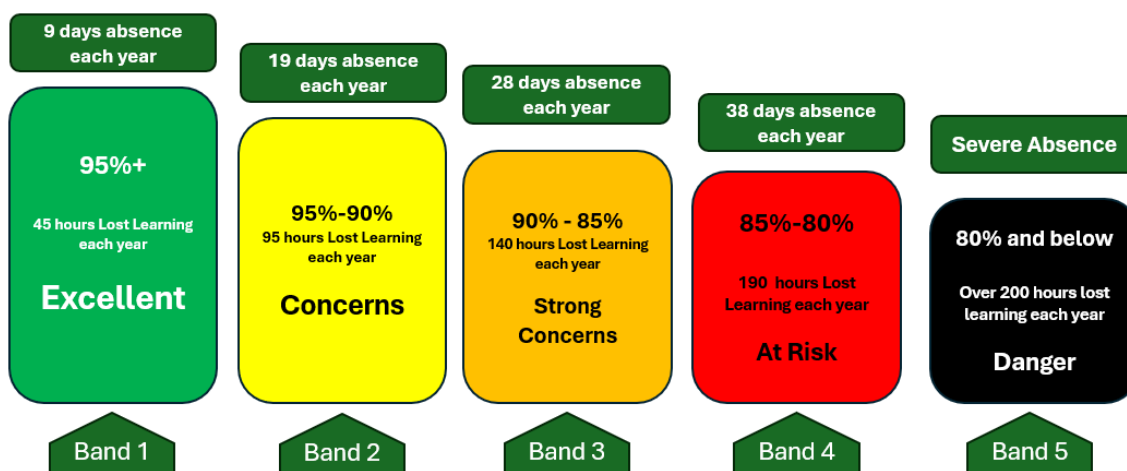 9 days absence
each year
95%+
45 hours Lost Learning
each year
Excellent
Band 1
19 days absence
each year
95%-90%
95 hours Lost Learning
each year
Concerns
Band 2
28 days absence
each year
90% - 85%
140 hours Lost Learning
each year
Strong
Concerns
Band 3
38 days absence
each year
85%-80%
190 hours Lost
Learning each year
At Risk
Band 4
Severe Absence
80% and below
Over 200 hours lost
learning each year
Danger
Band 5